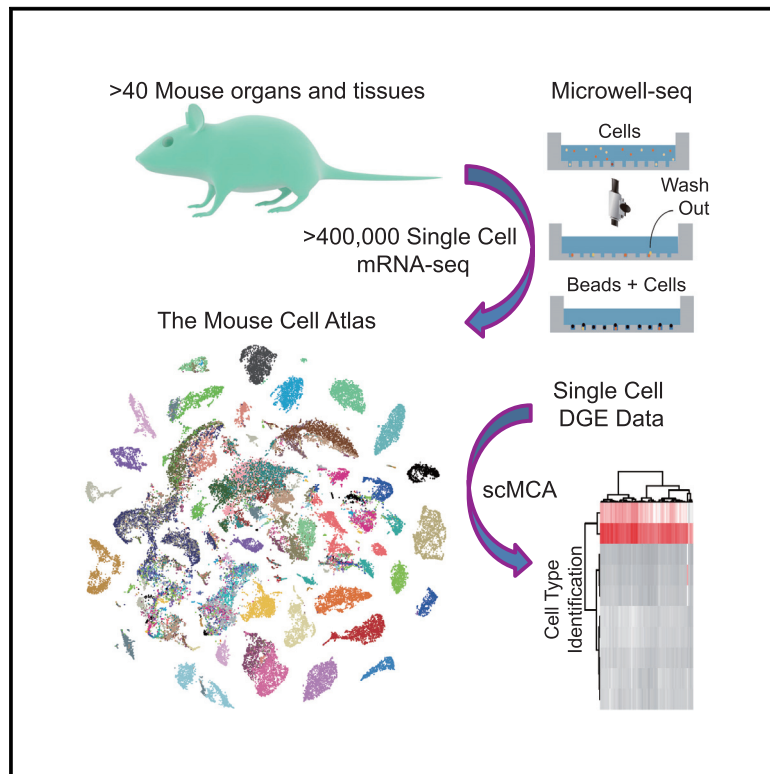 >40 Mouse organs and tissues
Microwell-seq
Cells
Wash
Out
>400,000 Single Cell
mRNA-seq
Beads + Cells
The Mouse Cell Atlas
Single Cell
DGE Data
scMCA
Cell Type
Identification